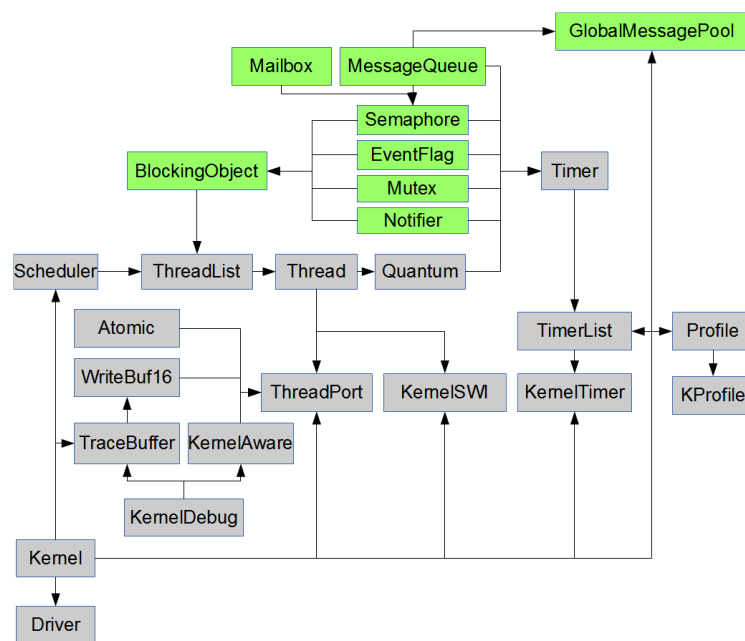 GlobalMessagePool
Mailbox
MessageQueue
Semaphore
EventFlag
BlockingObject
Timer
Mutex
Notifier
Scheduler
ThreadList
Thread
Quantum
Atomic
TimerList
Profile
WriteBuf16
ThreadPort
KernelSWI
KernelTimer
KProfile
TraceBuffer
KernelAware
KernelDebug
Kernel
Driver